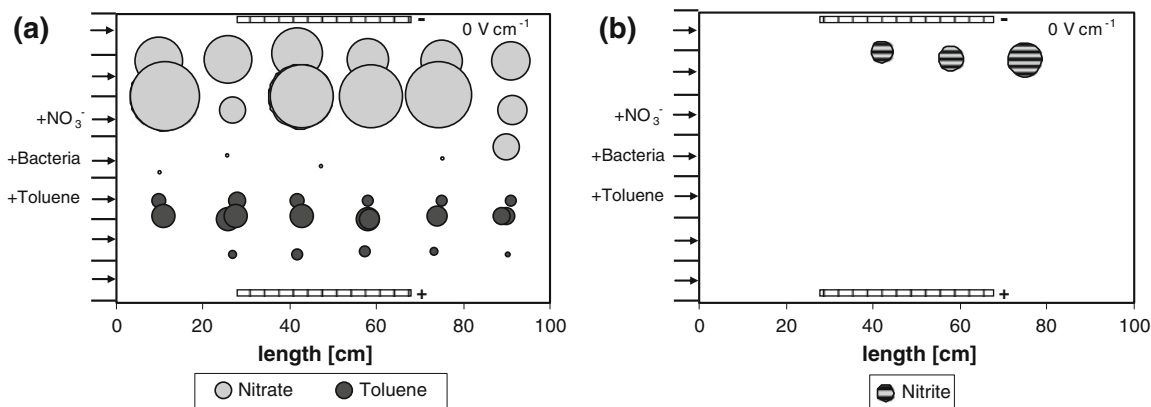 (a)
-
0 V cm⁻¹
+NO₃⁻
+Bacteria
+Toluene
+
0 20 40 60 80 100
length [cm]
Nitrate Toluene
(b)
-
0 V cm⁻¹
+NO₃⁻
+Bacteria
+Toluene
+
0 20 40 60 80 100
length [cm]
Nitrite